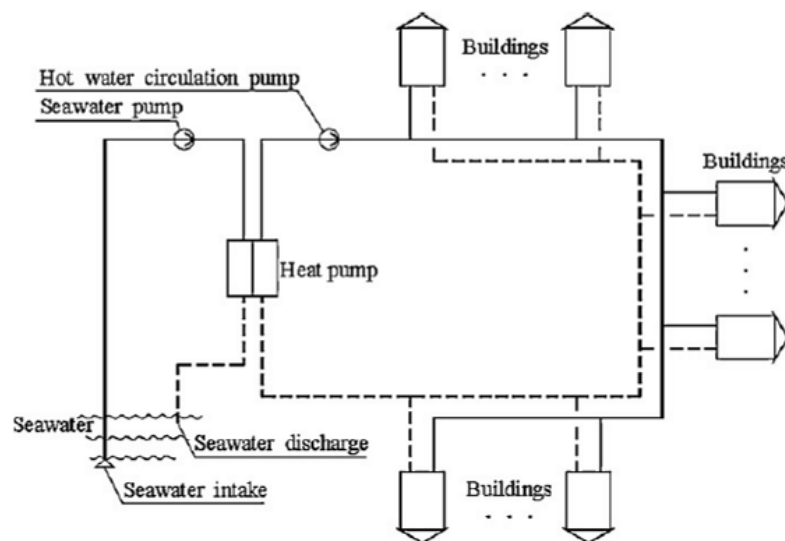 Buildings
. . .
Hot water circulation pump
Seawater pump
Buildings
. . .
Heat pump
Seawater
Seawater discharge
Seawater intake
Buildings
. . .